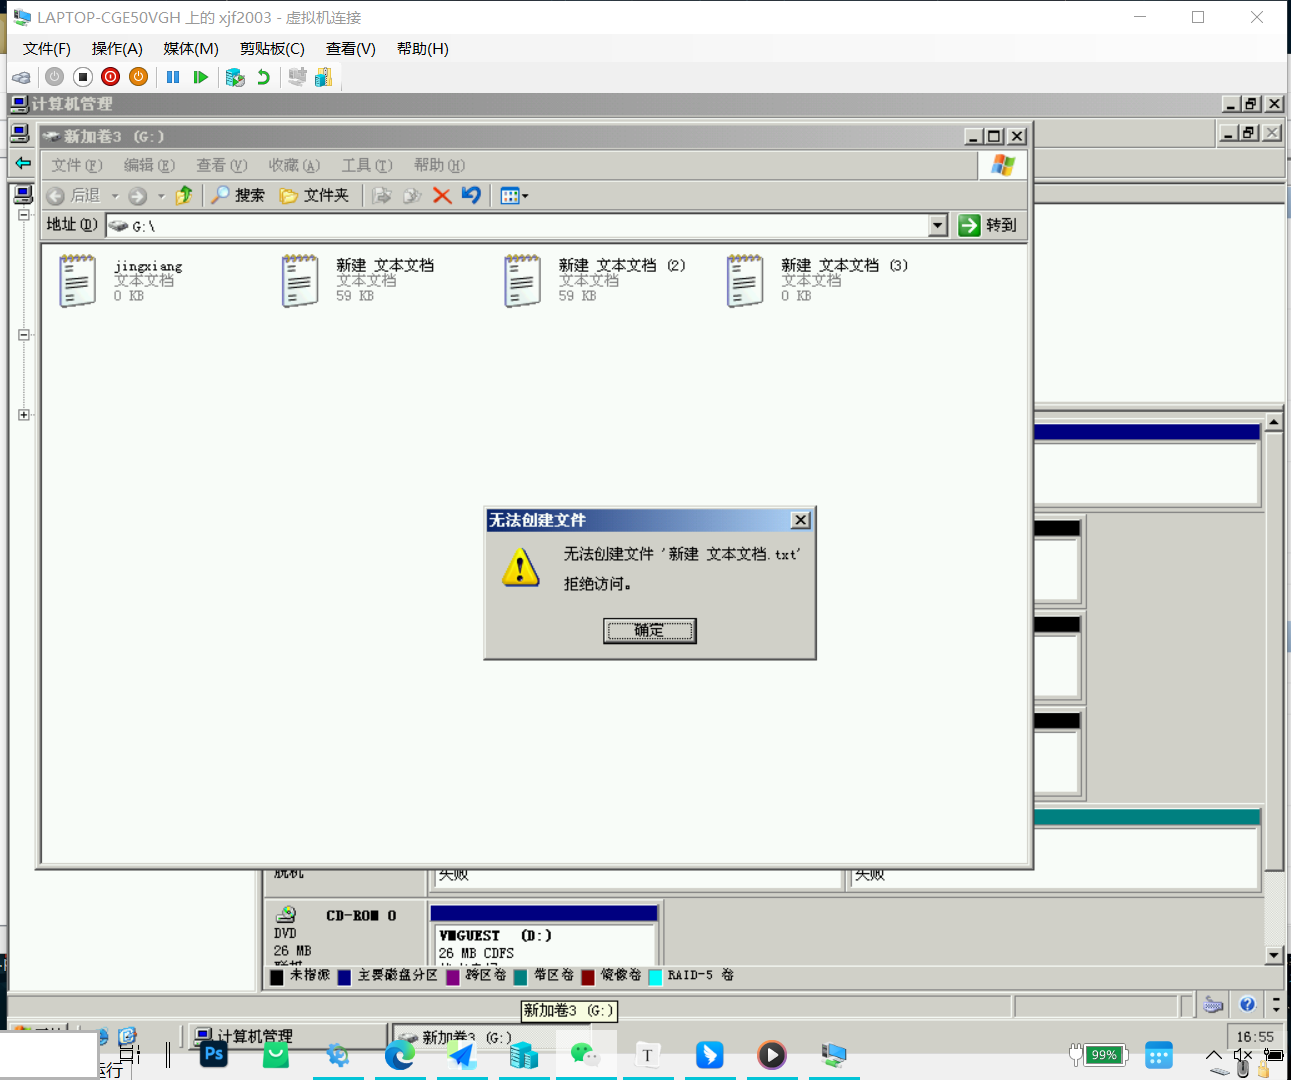 LAPTOP-CGE50VGH 上的 xjf2003 - 虚拟机连接
文件(F) 操作(A) 媒体(M) 剪贴板(C) 查看(V) 帮助(H)
计算机管理
新加卷3 (G:)
文件(F) 编辑(E) 查看(V) 收藏(A) 工具(T) 帮助(H)
后退 搜索 文件夹
地址(D) G:\ 转到
jingxiang
文本文档
0 KB
新建 文本文档
文本文档
59 KB
新建 文本文档 (2)
文本文档
59 KB
新建 文本文档 (3)
文本文档
0 KB
无法创建文件
无法创建文件 '新建 文本文档.txt'
拒绝访问。
确定
脱机 失败 失败
CD-ROM 0
DVD
26 MB
VMGUEST (D:)
26 MB CDFS
未指派 主要磁盘分区 跨区卷 带区卷 镜像卷 RAID-5 卷
新加卷3 (G:)
计算机管理 新加卷3 (G:)
16:55
Ps
T
99%
运行